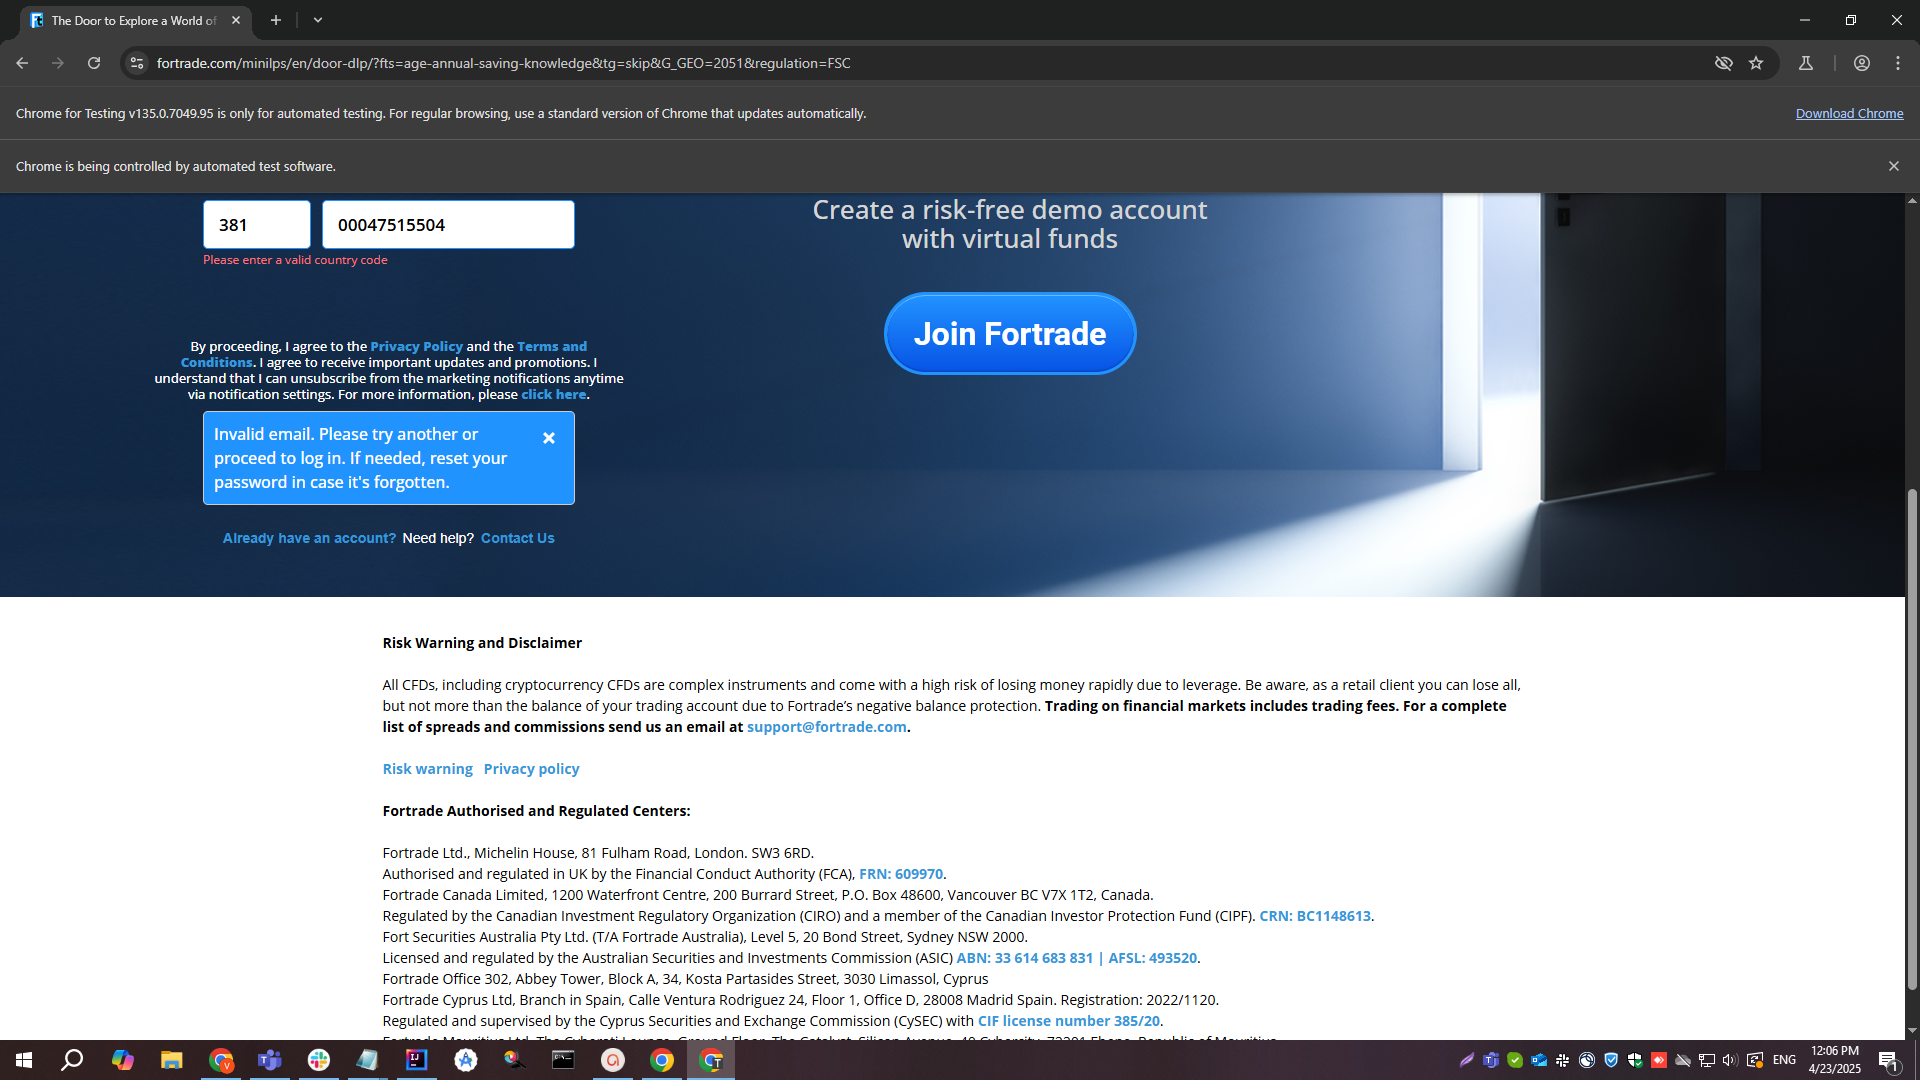 The Door to Explore a World of
fortrade.com/minilps/en/door-dlp/?fts=age-annual-saving-knowledge&tg=skip&G_GEO=2051&regulation=FSC
Chrome for Testing v135.0.7049.95 is only for automated testing. For regular browsing, use a standard version of Chrome that updates automatically.
Download Chrome
Chrome is being controlled by automated test software.
381
00047515504
Please enter a valid country code
By proceeding, I agree to the Privacy Policy and the Terms and
Conditions. I agree to receive important updates and promotions. I
understand that I can unsubscribe from the marketing notifications anytime
via notification settings. For more information, please click here.
Invalid email. Please try another or
proceed to log in. If needed, reset your
password in case it's forgotten.
Already have an account? Need help? Contact Us
Create a risk-free demo account
with virtual funds
Join Fortrade
Risk Warning and Disclaimer
All CFDs, including cryptocurrency CFDs are complex instruments and come with a high risk of losing money rapidly due to leverage. Be aware, as a retail client you can lose all,
but not more than the balance of your trading account due to Fortrade’s negative balance protection. Trading on financial markets includes trading fees. For a complete
list of spreads and commissions send us an email at support@fortrade.com.
Risk warning Privacy policy
Fortrade Authorised and Regulated Centers:
Fortrade Ltd., Michelin House, 81 Fulham Road, London. SW3 6RD.
Authorised and regulated in UK by the Financial Conduct Authority (FCA), FRN: 609970.
Fortrade Canada Limited, 1200 Waterfront Centre, 200 Burrard Street, P.O. Box 48600, Vancouver BC V7X 1T2, Canada.
Regulated by the Canadian Investment Regulatory Organization (CIRO) and a member of the Canadian Investor Protection Fund (CIPF). CRN: BC1148613.
Fort Securities Australia Pty Ltd. (T/A Fortrade Australia), Level 5, 20 Bond Street, Sydney NSW 2000.
Licensed and regulated by the Australian Securities and Investments Commission (ASIC) ABN: 33 614 683 831 | AFSL: 493520.
Fortrade Office 302, Abbey Tower, Block A, 34, Kosta Partasides Street, 3030 Limassol, Cyprus
Fortrade Cyprus Ltd, Branch in Spain, Calle Ventura Rodriguez 24, Floor 1, Office D, 28008 Madrid Spain. Registration: 2022/1120.
Regulated and supervised by the Cyprus Securities and Exchange Commission (CySEC) with CIF license number 385/20.
ENG
12:06 PM
4/23/2025
1